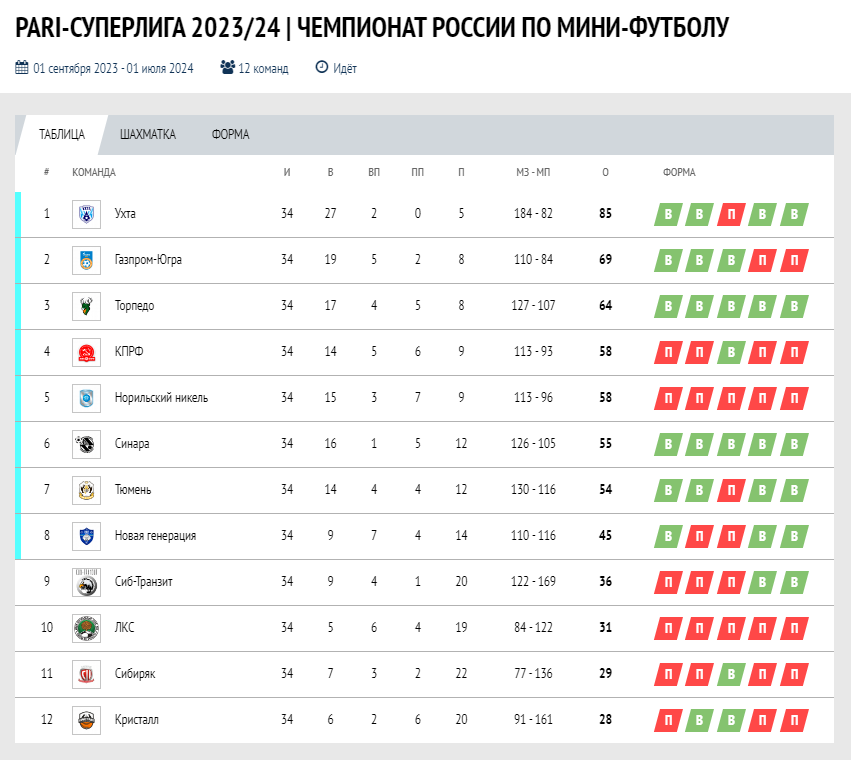 PARI-СУПЕРЛИГА 2023/24 | ЧЕМПИОНАТ РОССИИ ПО МИНИ-ФУТБОЛУ
01 сентября 2023 - 01 июля 2024 12 команд Идёт
ТАБЛИЦА ШАХМАТКА ФОРМА
# КОМАНДА И В ВП ПП П МЗ - МП О ФОРМА
1 Ухта 34 27 2 0 5 184 - 82 85 В В П В В
2 Газпром-Югра 34 19 5 2 8 110 - 84 69 В В В П П
3 Торпедо 34 17 4 5 8 127 - 107 64 В В В В В
4 КПРФ 34 14 5 6 9 113 - 93 58 П П В П П
5 Норильский никель 34 15 3 7 9 113 - 96 58 П П П П П
6 Синара 34 16 1 5 12 126 - 105 55 В В В В В
7 Тюмень 34 14 4 4 12 130 - 116 54 В В П В В
8 Новая генерация 34 9 7 4 14 110 - 116 45 В П П В В
9 Сиб-Транзит 34 9 4 1 20 122 - 169 36 П П П В В
10 ЛКС 34 5 6 4 19 84 - 122 31 П П П П П
11 Сибиряк 34 7 3 2 22 77 - 136 29 П П В П П
12 Кристалл 34 6 2 6 20 91 - 161 28 П В В П П